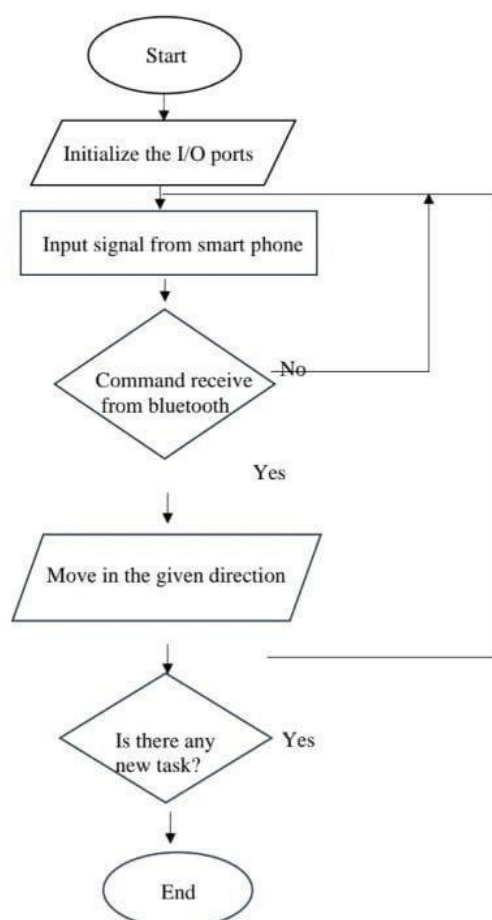 Start
Initialize the I/O ports
Input signal from smart phone
No
Command receive
from bluetooth
Yes
Move in the given direction
Is there any
new task?
Yes
End